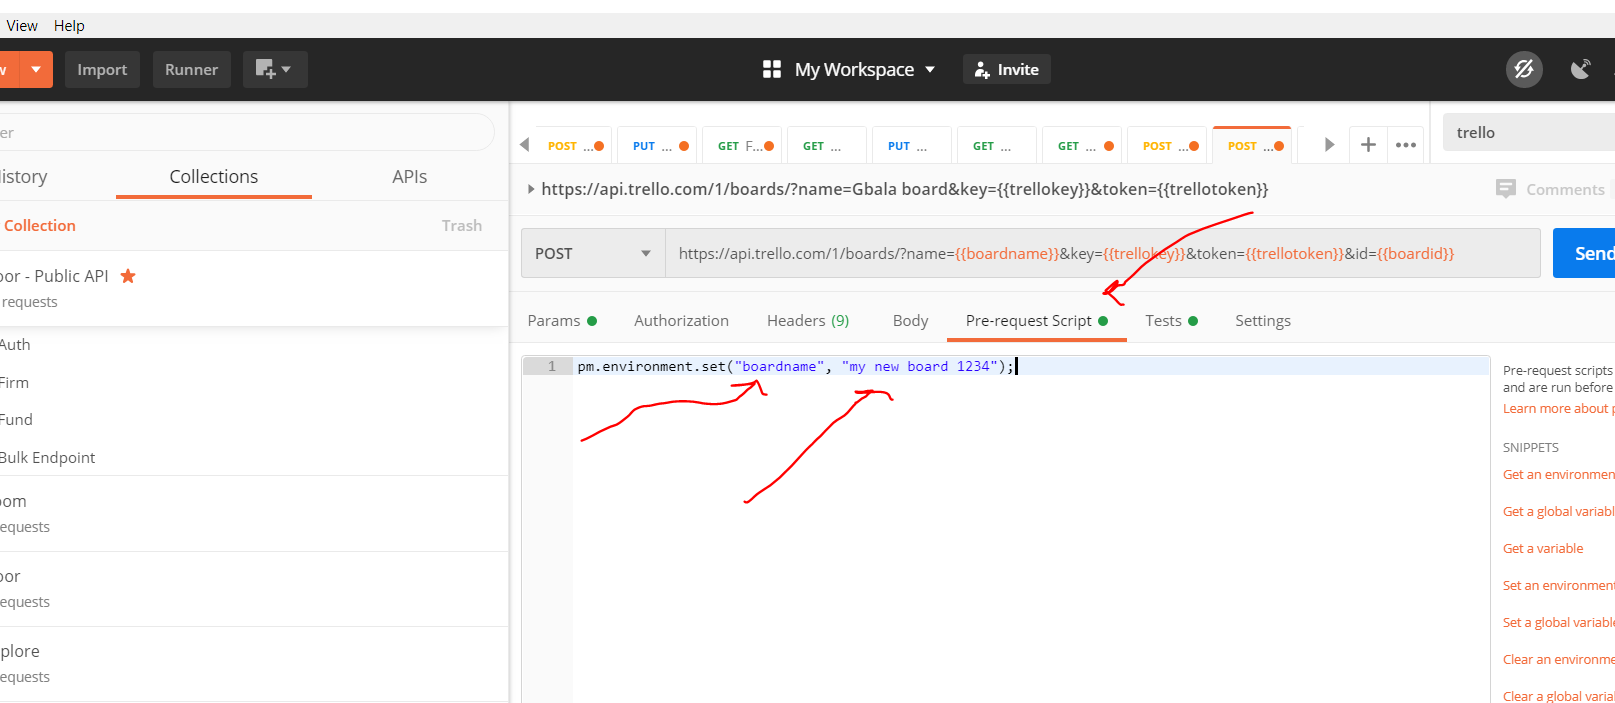 View Help
Import Runner My Workspace Invite
trello
POST ... PUT ... GET F... GET ... PUT ... GET ... GET ... POST ... POST ...
istory Collections APIs
https://api.trello.com/1/boards/?name=Gbala board&key={{trellokey}}&token={{trellotoken}} Comments
Collection Trash
POST https://api.trello.com/1/boards/?name={{boardname}}&key={{trellokey}}&token={{trellotoken}}&id={{boardid}} Send
oor - Public API
requests
Params Authorization Headers (9) Body Pre-request Script Tests Settings
Auth
1 pm.environment.set("boardname", "my new board 1234");
Pre-request scripts
and are run before
Learn more about p
Firm
Fund
Bulk Endpoint
SNIPPETS
Get an environmen
Get a global variabl
Get a variable
Set an environment
Set a global variable
Clear an environme
Clear a global varia
oom
equests
oor
equests
plore
equests